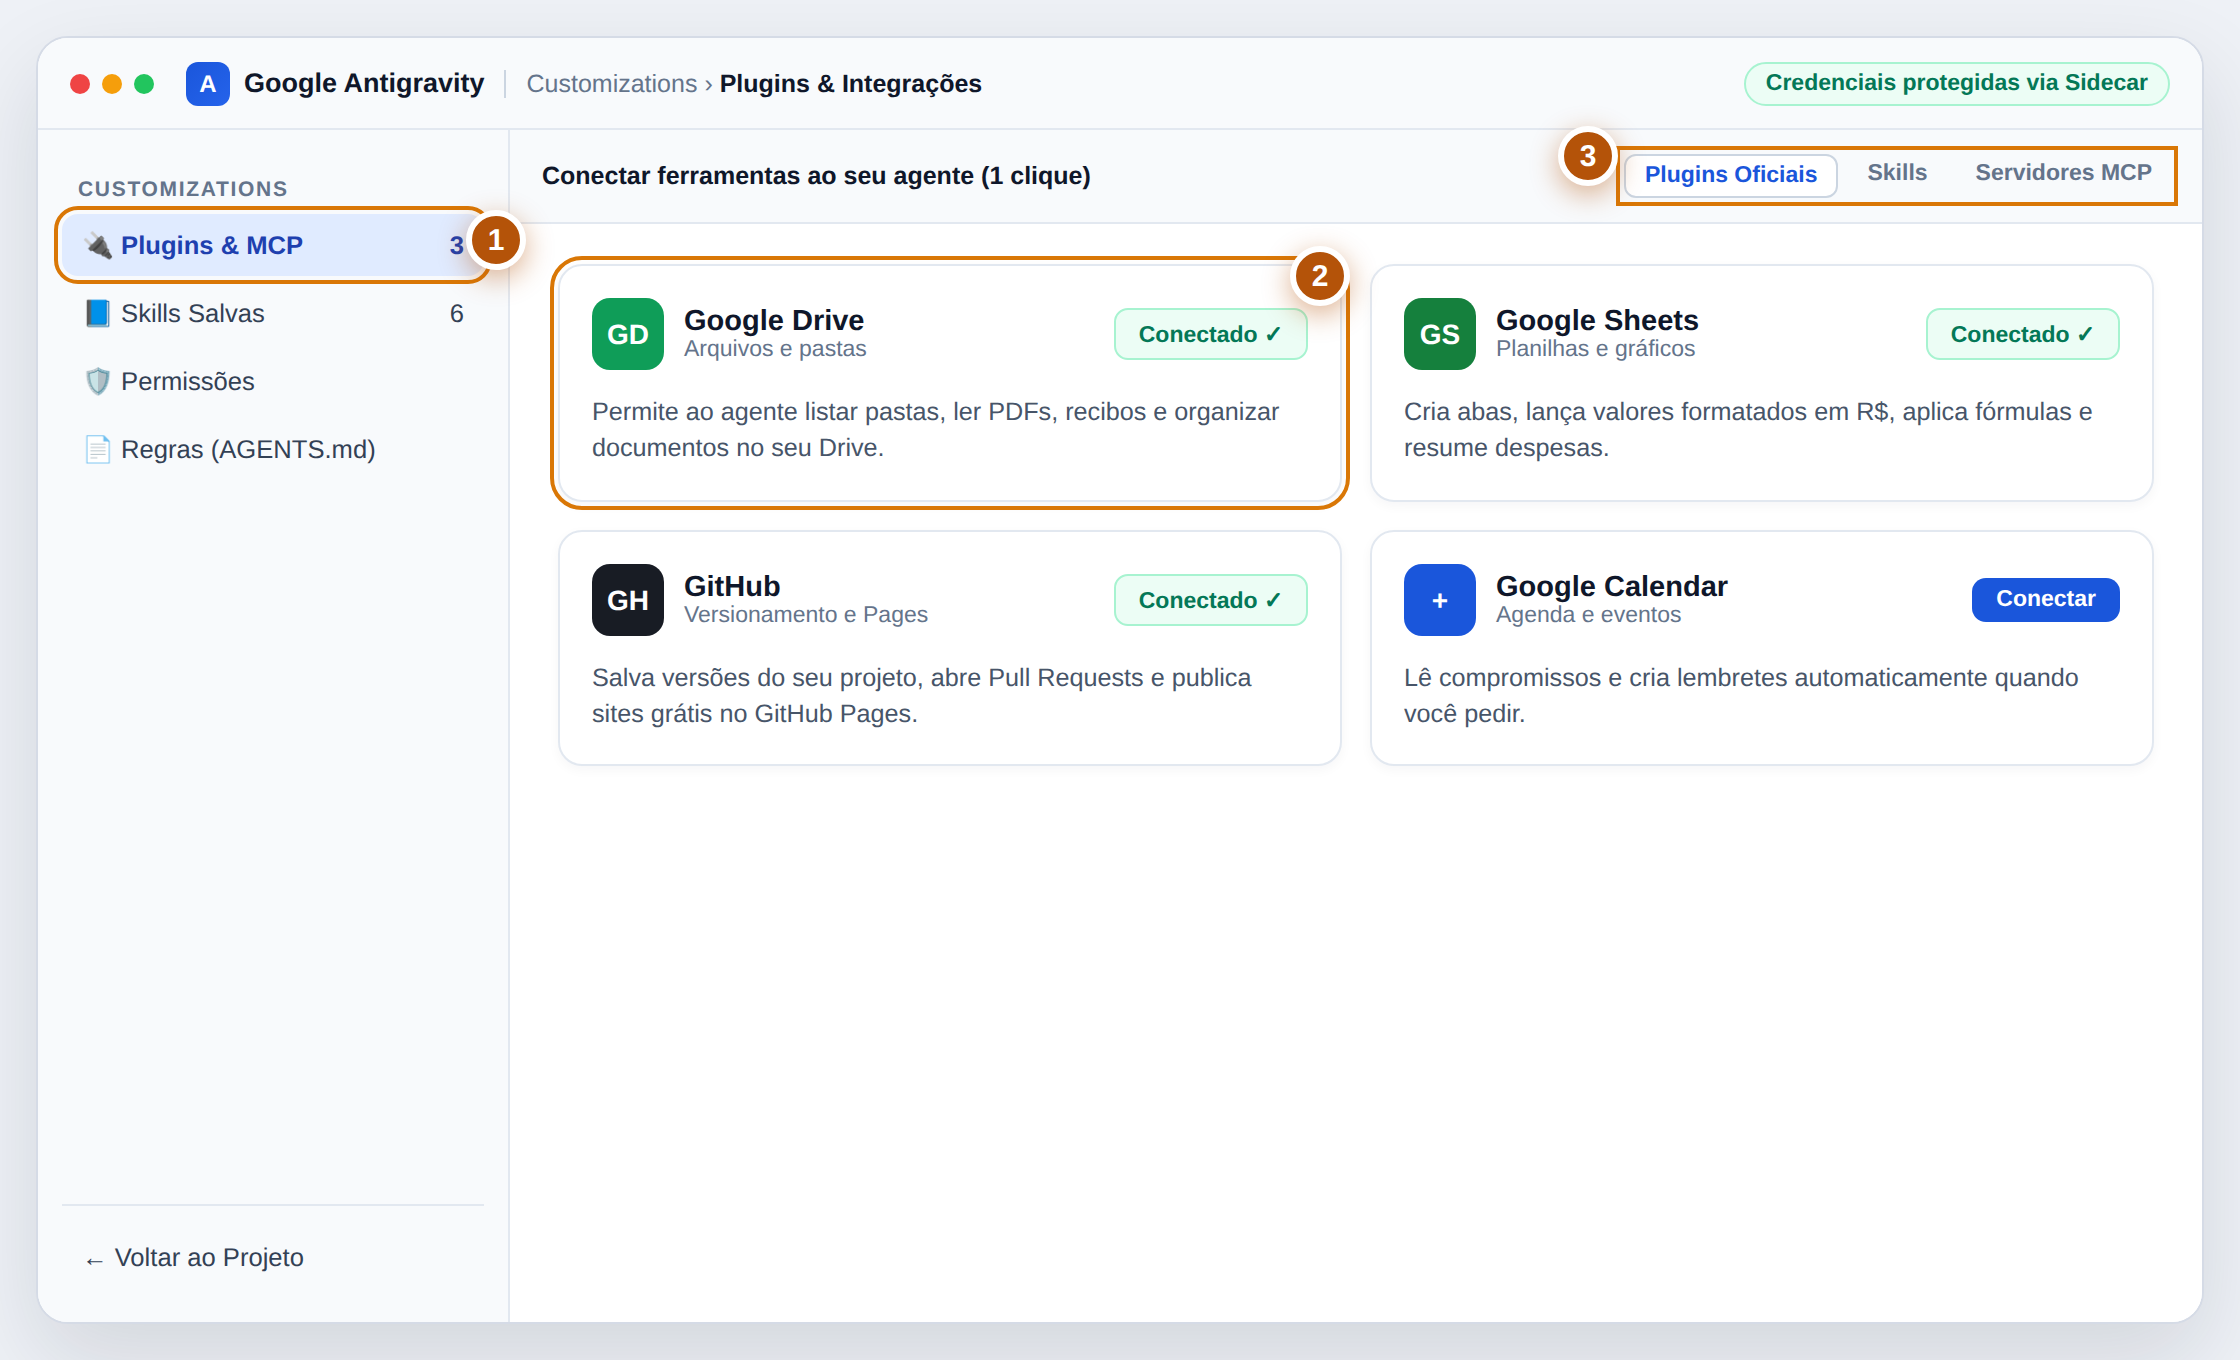 A Google Antigravity
Customizations › Plugins & Integrações
Credenciais protegidas via Sidecar
CUSTOMIZATIONS
Plugins & MCP 3
1
Skills Salvas 6
Permissões
Regras (AGENTS.md)
← Voltar ao Projeto
Conectar ferramentas ao seu agente (1 clique)
3
Plugins Oficiais Skills Servidores MCP
2
GD Google Drive
Arquivos e pastas
Conectado ✓
Permite ao agente listar pastas, ler PDFs, recibos e organizar
documentos no seu Drive.
GS Google Sheets
Planilhas e gráficos
Conectado ✓
Cria abas, lança valores formatados em R$, aplica fórmulas e
resume despesas.
GH GitHub
Versionamento e Pages
Conectado ✓
Salva versões do seu projeto, abre Pull Requests e publica
sites grátis no GitHub Pages.
+ Google Calendar
Agenda e eventos
Conectar
Lê compromissos e cria lembretes automaticamente quando
você pedir.